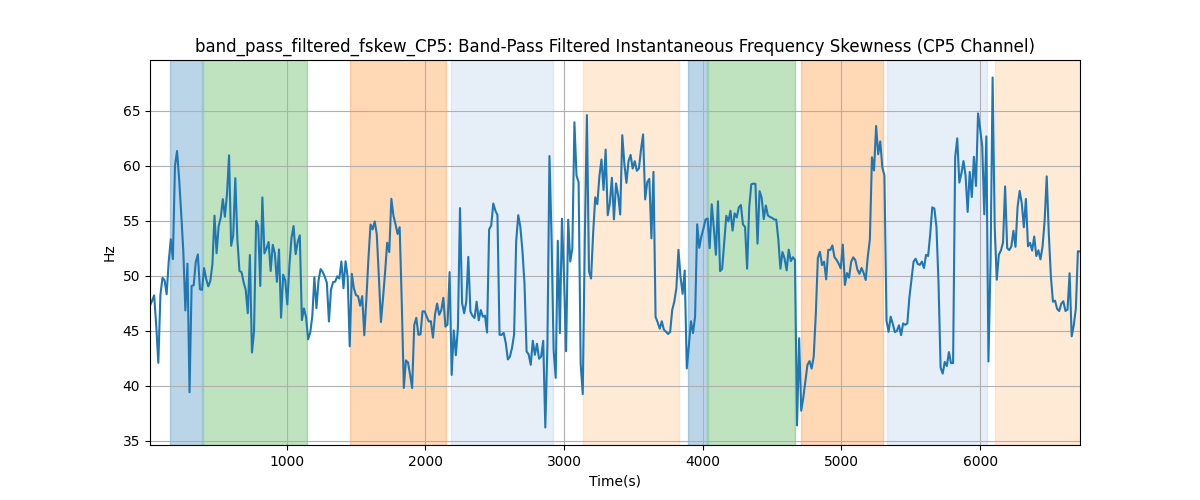 band_pass_filtered_fskew_CP5: Band-Pass Filtered Instantaneous Frequency Skewness (CP5 Channel)
65
60
55
50
45
40
35
Hz
1000 2000 3000 4000 5000 6000
Time(s)